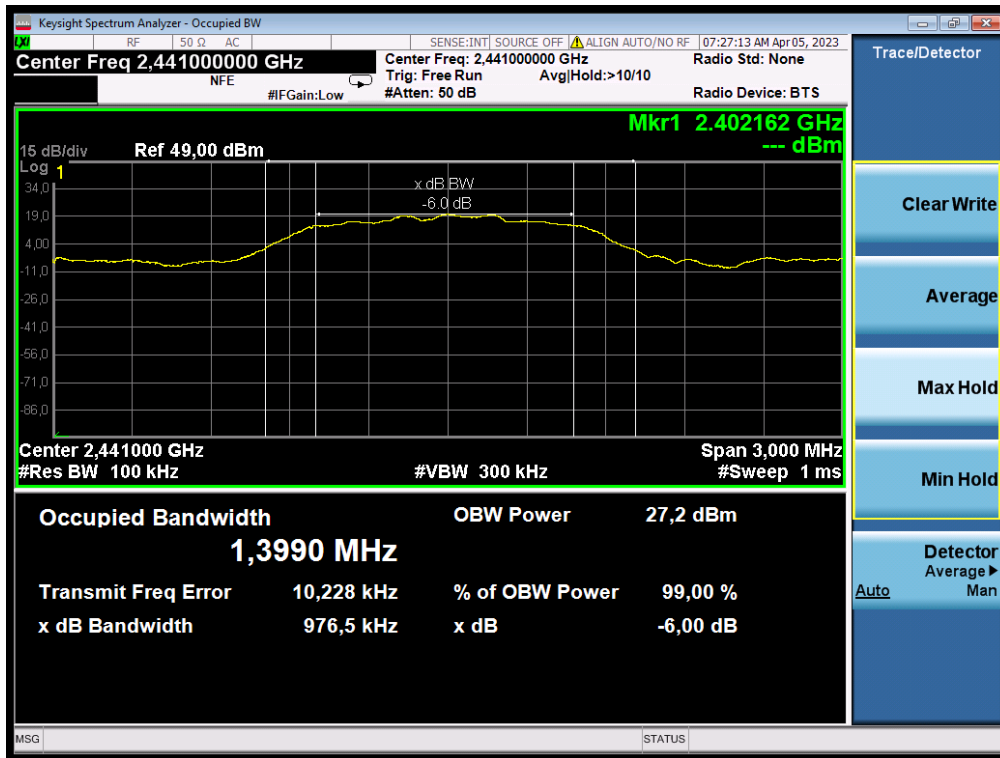 Keysight Spectrum Analyzer - Occupied BW
LXI RF 50 Ω AC SENSE:INT SOURCE OFF ALIGN AUTO/NO RF 07:27:13 AM Apr 05, 2023
Center Freq 2,441000000 GHz
NFE
#IFGain:Low
Center Freq: 2,441000000 GHz
Trig: Free Run Avg|Hold:>10/10
#Atten: 50 dB
Radio Std: None
Radio Device: BTS
Mkr1 2.402162 GHz
--- dBm
15 dB/div Ref 49,00 dBm
Log
1
34,0
19,0
4,00
-11,0
-26,0
-41,0
-56,0
-71,0
-86,0
x dB BW
-6.0 dB
Center 2,441000 GHz Span 3,000 MHz
#Res BW 100 kHz #VBW 300 kHz #Sweep 1 ms
Occupied Bandwidth OBW Power 27,2 dBm
1,3990 MHz
Transmit Freq Error 10,228 kHz % of OBW Power 99,00 %
x dB Bandwidth 976,5 kHz x dB -6,00 dB
MSG STATUS
Trace/Detector
Clear Write
Average
Max Hold
Min Hold
Detector
Average
Auto Man